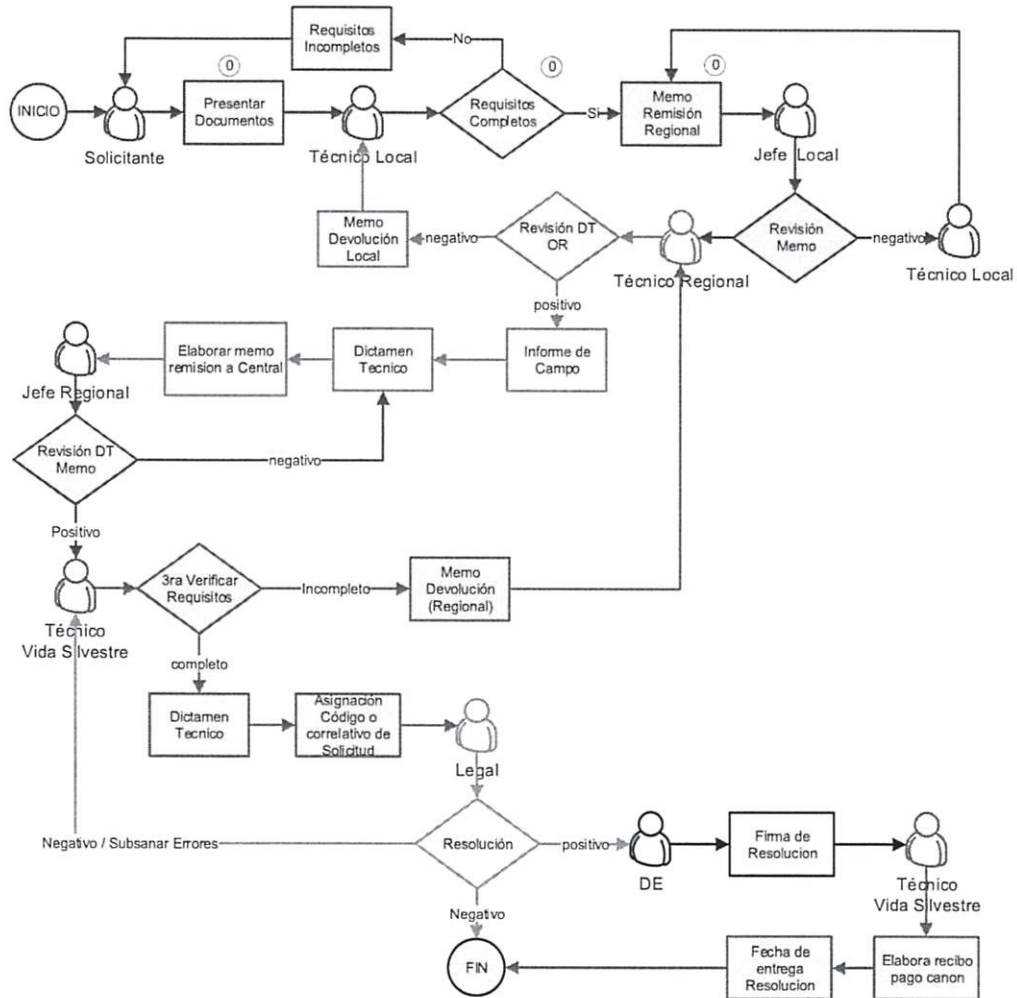 Requisitos
Incompletos
No
0
0
0
INICIO
Presentar
Documentos
Requisitos
Completos
Si
Memo
Remisión
Regional
Solicitante
Técnico Local
Jefe Local
Memo
Devolución
Local
negativo
Revisión DT
OR
Técnico Regional
Revisión
Memo
negativo
Técnico Local
positivo
Elaborar memo
remision a Central
Dictamen
Tecnico
Informe de
Campo
Jefe Regional
Revisión DT
Memo
negativo
Positivo
3ra Verificar
Requisitos
Incompleto
Memo
Devolución
(Regional)
Técnico
Vida Silvestre
completo
Dictamen
Tecnico
Asignación
Código o
correlativo de
Solicitud
Legal
Negativo / Subsanar Errores
Resolución
positivo
DE
Firma de
Resolucion
Técnico
Vida Silvestre
Negativo
FIN
Fecha de
entrega
Resolucion
Elabora recibo
pago canon